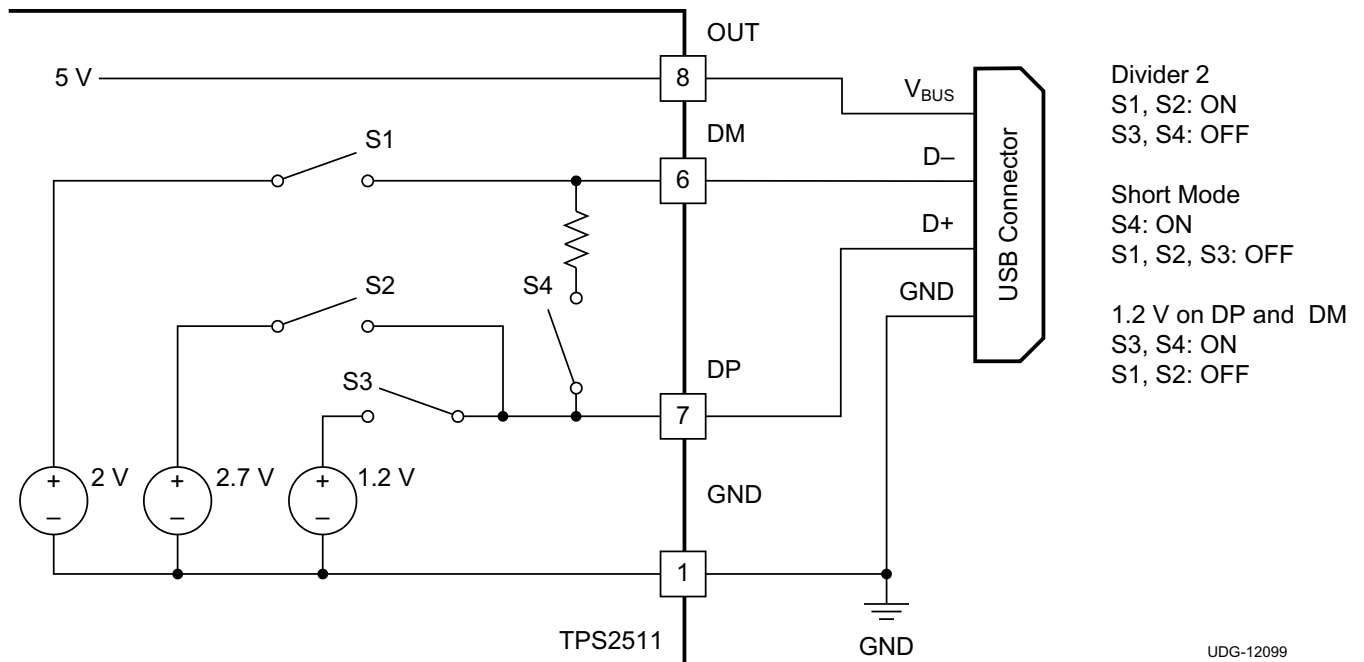 OUT
5 V
8
V_BUS
DM
S1
6
D–
D+
S2
S4
GND
USB Connector
DP
S3
7
+
2 V
–
+
2.7 V
–
+
1.2 V
–
GND
1
TPS2511
GND
Divider 2
S1, S2: ON
S3, S4: OFF
Short Mode
S4: ON
S1, S2, S3: OFF
1.2 V on DP and DM
S3, S4: ON
S1, S2: OFF
UDG-12099